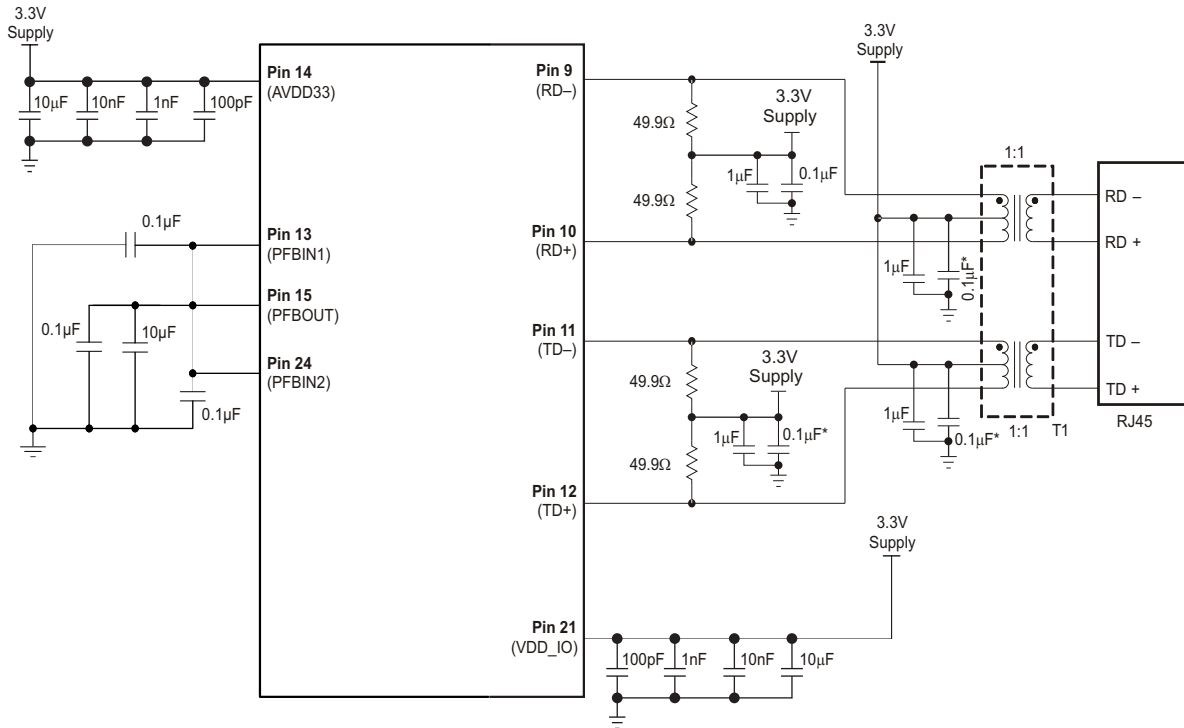 3.3V
Supply
10µF
10nF
1nF
100pF
Pin 14
(AVDD33)
0.1µF
Pin 13
(PFBIN1)
Pin 15
(PFBOUT)
0.1µF
10µF
Pin 24
(PFBIN2)
0.1µF
Pin 9
(RD–)
49.9Ω
3.3V
Supply
1µF
0.1µF
49.9Ω
Pin 10
(RD+)
Pin 11
(TD–)
49.9Ω
3.3V
Supply
1µF
0.1µF*
49.9Ω
Pin 12
(TD+)
3.3V
Supply
1:1
1µF
0.1µF*
1µF
0.1µF*
1:1
T1
RD –
RD +
TD –
TD +
RJ45
3.3V
Supply
Pin 21
(VDD_IO)
100pF
1nF
10nF
10µF